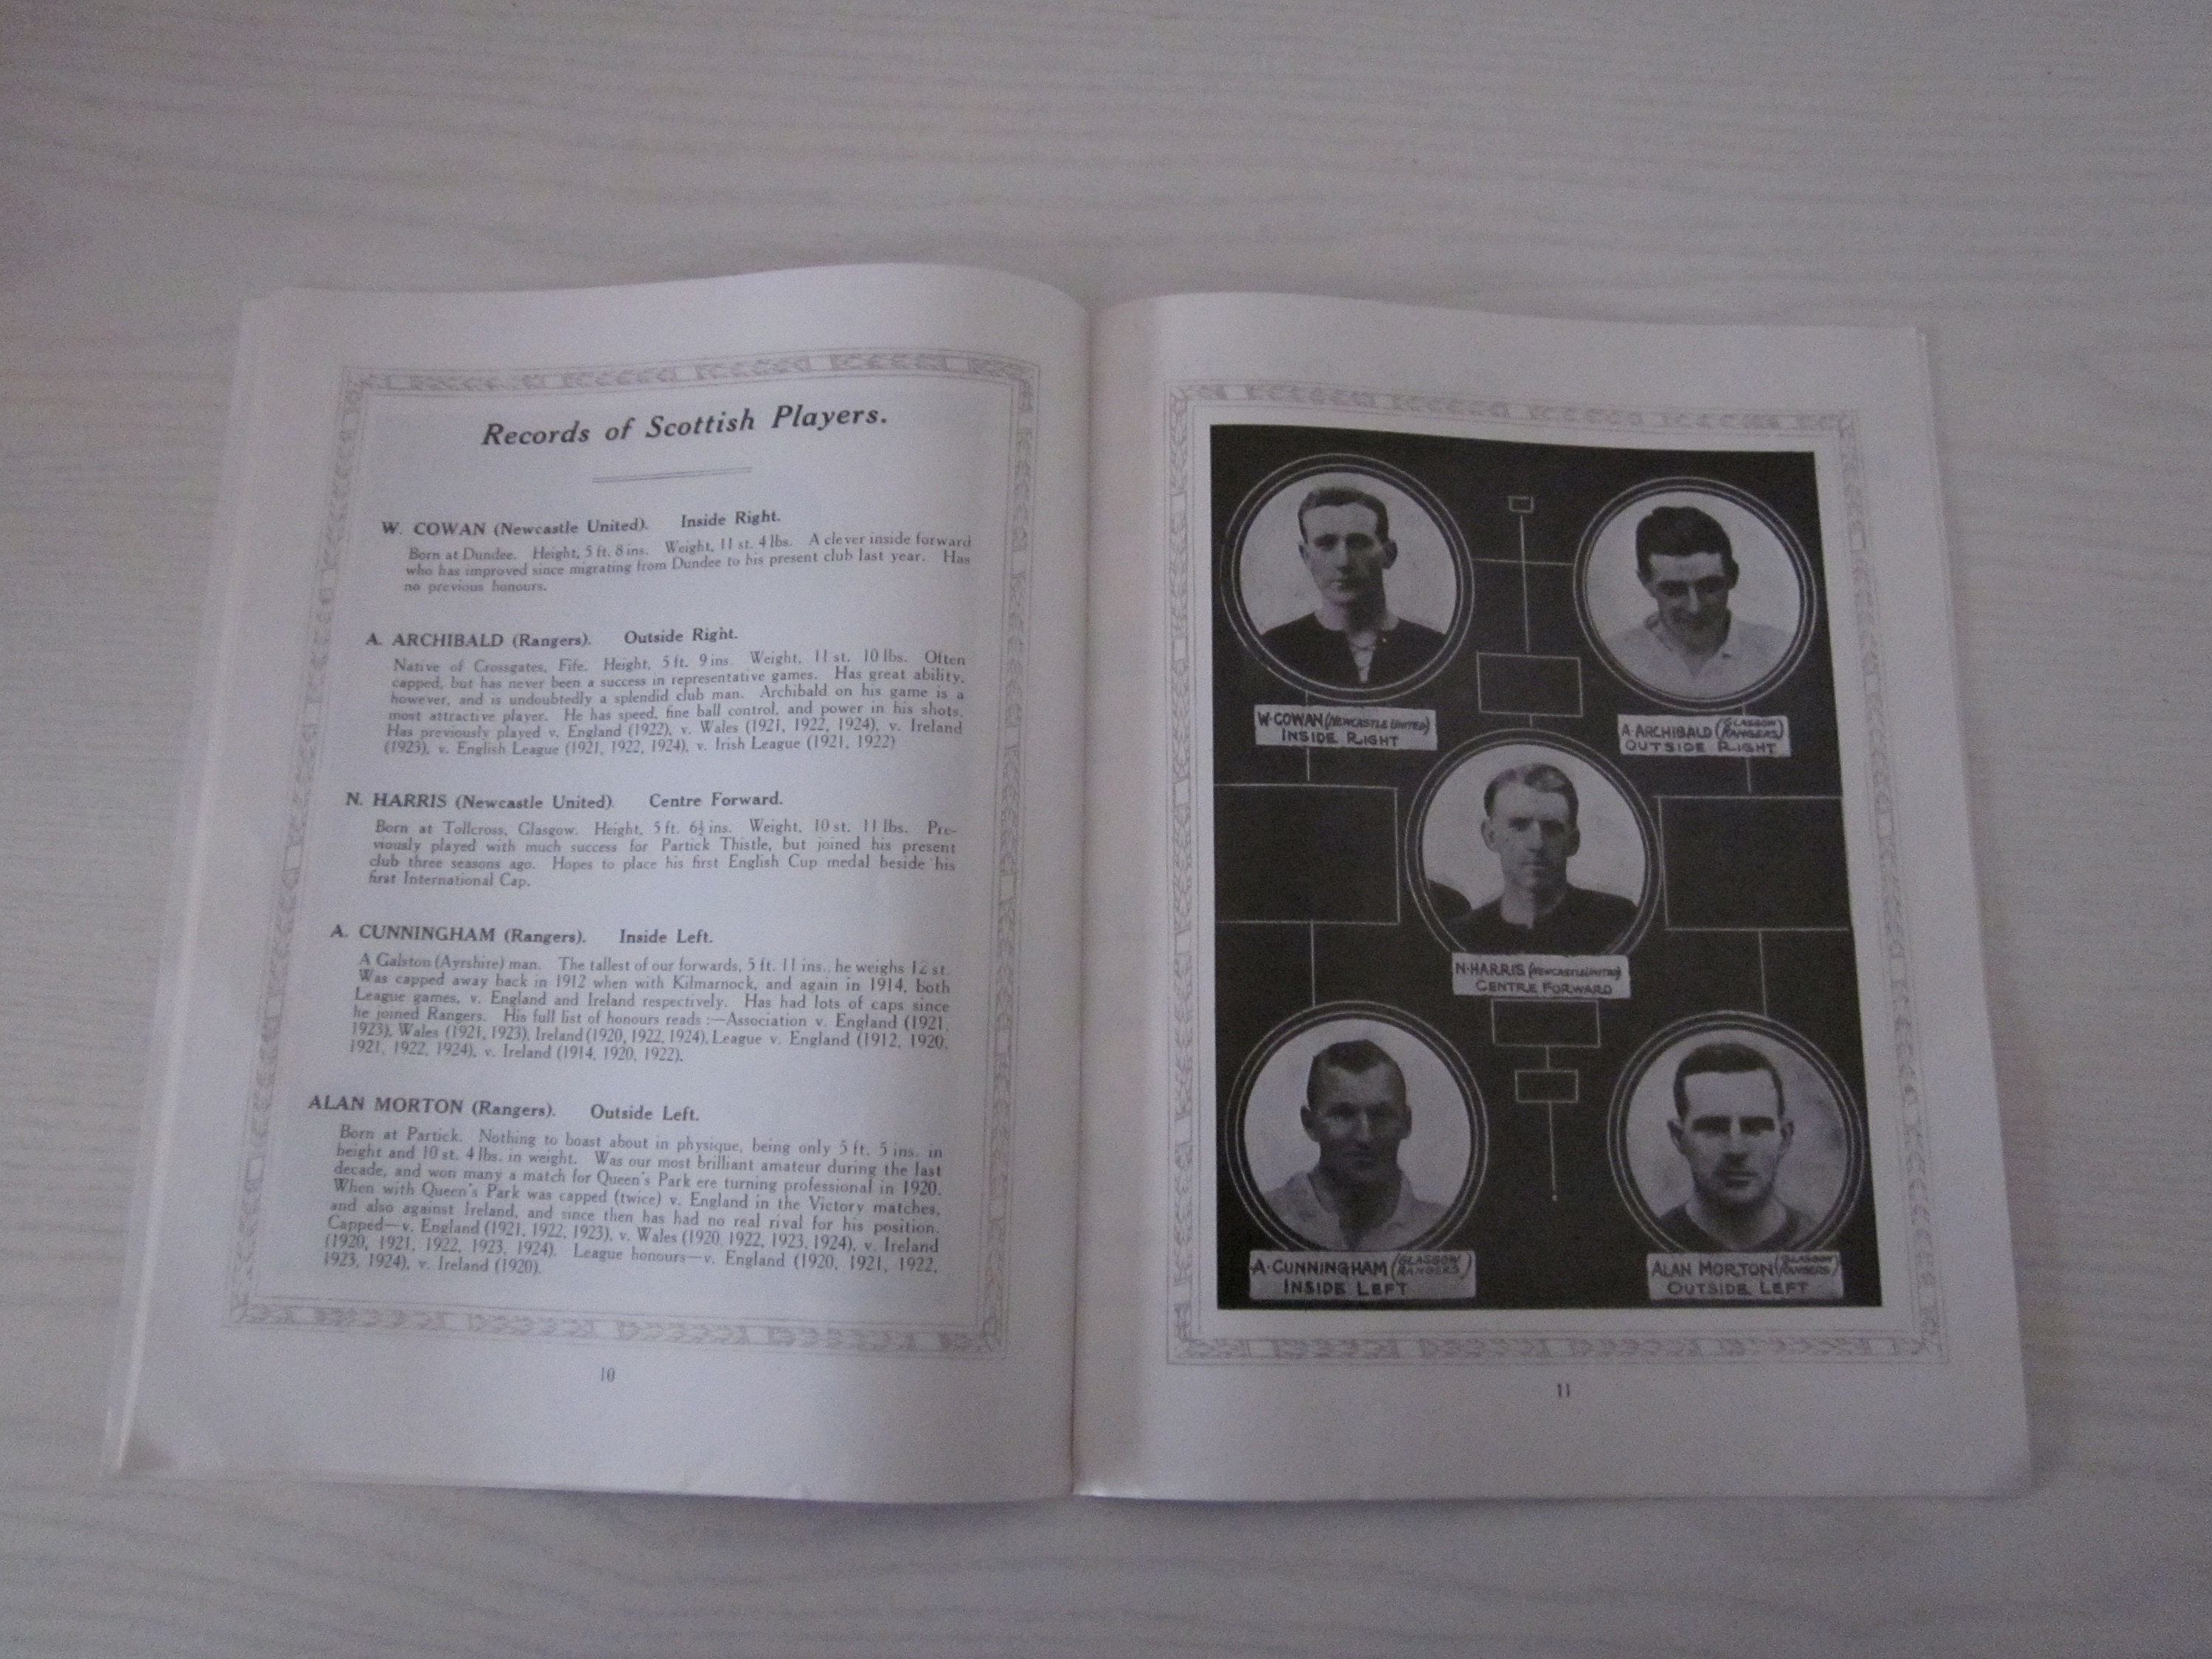 Records of Scottish Players.
W. COWAN (Newcastle United). Inside Right.
Born at Dundee. Height, 5 ft. 8 ins. Weight, 11 st. 4 lbs. A clever inside forward
who has improved since migrating from Dundee to his present club last year. Has
no previous honours.
A. ARCHIBALD (Rangers). Outside Right.
Native of Crossgates, Fife. Height, 5 ft. 9 ins. Weight, 11 st. 10 lbs. Often
capped, but has never been a success in representative games. Has great ability,
however, and is undoubtedly a splendid club man. Archibald on his game is a
most attractive player. He has speed, fine ball control, and power in his shots.
Has previously played v. England (1922), v. Wales (1921, 1922, 1924), v. Ireland
(1923), v. English League (1921, 1922, 1924), v. Irish League (1921, 1922)
N. HARRIS (Newcastle United). Centre Forward.
Born at Tollcross, Glasgow. Height, 5 ft. 6½ ins. Weight, 10 st. 11 lbs. Pre-
viously played with much success for Partick Thistle, but joined his present
club three seasons ago. Hopes to place his first English Cup medal beside his
first International Cap.
A. CUNNINGHAM (Rangers). Inside Left.
A Galston (Ayrshire) man. The tallest of our forwards, 5 ft. 11 ins., he weighs 12 st.
Was capped away back in 1912 when with Kilmarnock, and again in 1914, both
League games, v. England and Ireland respectively. Has had lots of caps since
he joined Rangers. His full list of honours reads :—Association v. England (1921,
1923), Wales (1921, 1923), Ireland (1920, 1922, 1924), League v. England (1912, 1920,
1921, 1922, 1924), v. Ireland (1914, 1920, 1922).
ALAN MORTON (Rangers). Outside Left.
Born at Partick. Nothing to boast about in physique, being only 5 ft. 5 ins. in
height and 10 st. 4 lbs. in weight. Was our most brilliant amateur during the last
decade, and won many a match for Queen's Park ere turning professional in 1920.
When with Queen's Park was capped (twice) v. England in the Victory matches,
and also against Ireland, and since then has had no real rival for his position.
Capped—v. England (1921, 1922, 1923), v. Wales (1920, 1922, 1923, 1924), v. Ireland
(1920, 1921, 1922, 1923, 1924). League honours—v. England (1920, 1921, 1922,
1923, 1924), v. Ireland (1920).
10
W. COWAN (NEWCASTLE UNITED)
INSIDE RIGHT
A. ARCHIBALD (GLASGOW RANGERS)
OUTSIDE RIGHT
N. HARRIS (NEWCASTLE UNITED)
CENTRE FORWARD
A. CUNNINGHAM (GLASGOW RANGERS)
INSIDE LEFT
ALAN MORTON (GLASGOW RANGERS)
OUTSIDE LEFT
11